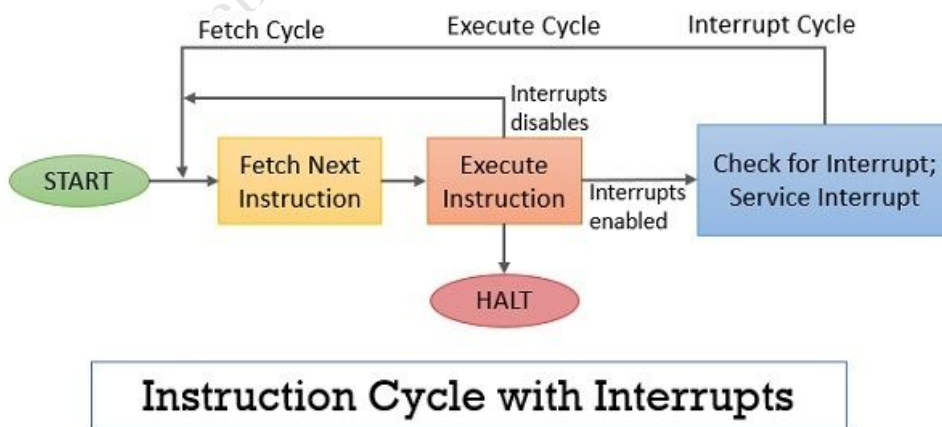 Fetch Cycle
Execute Cycle
Interrupt Cycle
Interrupts
disables
START
Fetch Next
Instruction
Execute
Instruction
Interrupts
enabled
Check for Interrupt;
Service Interrupt
HALT
Instruction Cycle with Interrupts